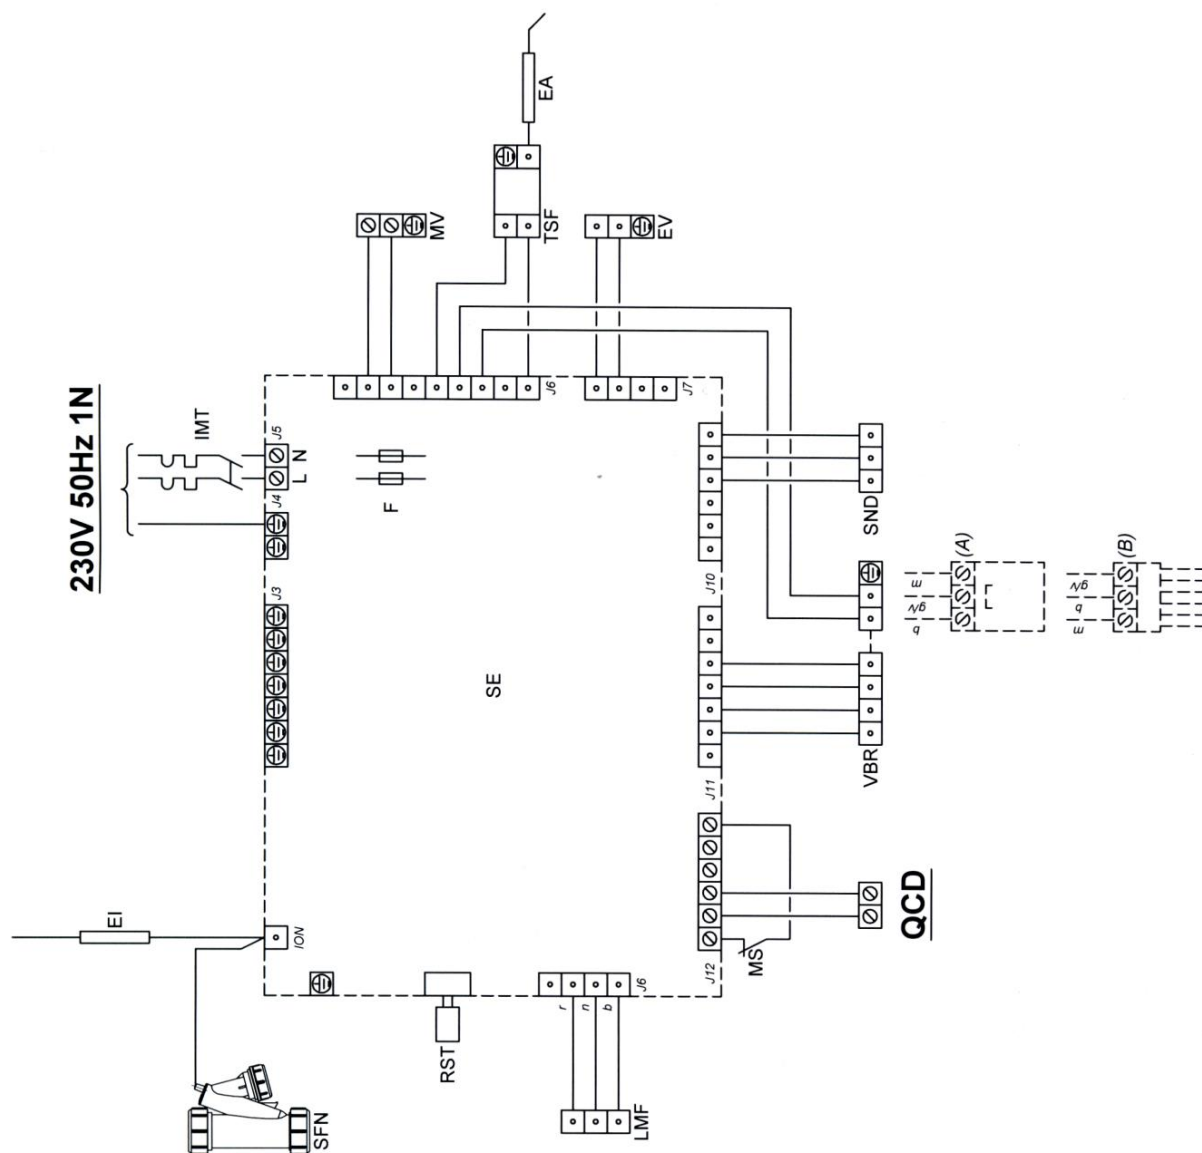 230V 50Hz 1N
IMT
EA
MV
TSF
EV
J6
J7
J5
N
L
F
J4
J3
SE
J10
SND
(A)
m
g/v
b
(B)
g/v
b
m
J11
VBR
J12
MS
QCD
EI
ION
RST
r
n
b
J6
LMF
SFN